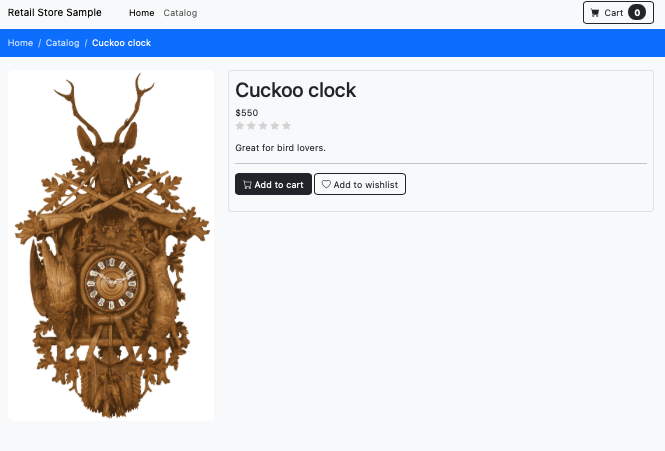 Retail Store Sample Home Catalog Cart 0
Home / Catalog / Cuckoo clock
Cuckoo clock
$550
Great for bird lovers.
Add to cart Add to wishlist